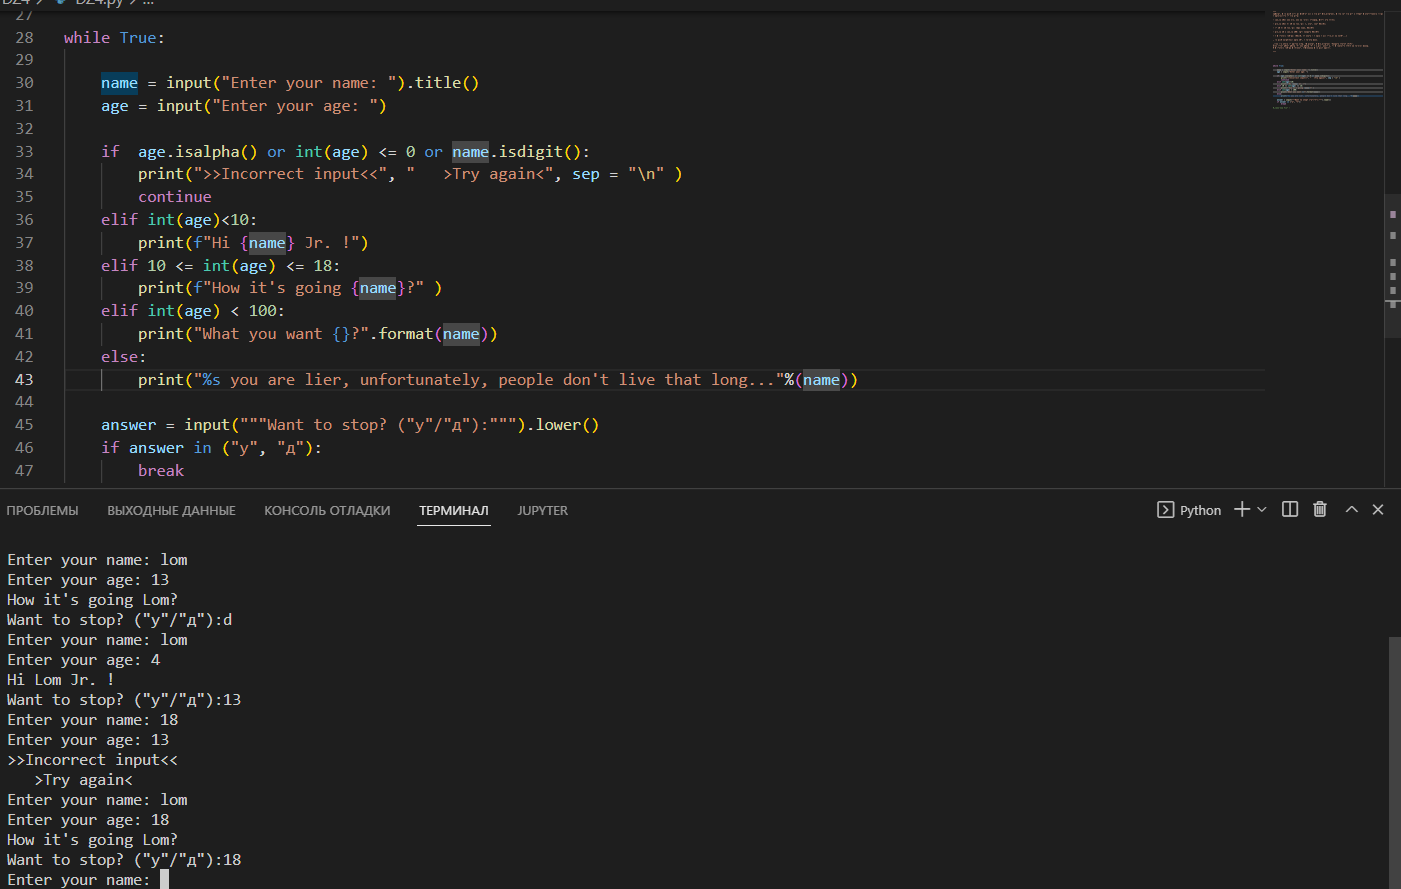 DZ4 > DZ4.py > ...
27
28 while True:
29
30     name = input("Enter your name: ").title()
31     age = input("Enter your age: ")
32
33     if  age.isalpha() or int(age) <= 0 or name.isdigit():
34         print(">>Incorrect input<<", "   >Try again<", sep = "\n" )
35         continue
36     elif int(age)<10:
37         print(f"Hi {name} Jr. !")
38     elif 10 <= int(age) <= 18:
39         print(f"How it's going {name}?" )
40     elif int(age) < 100:
41         print("What you want {}?".format(name))
42     else:
43         print("%s you are lier, unfortunately, people don't live that long..."%(name))
44
45     answer = input("""Want to stop? ("y"/"д"):""").lower()
46     if answer in ("y", "д"):
47         break
ПРОБЛЕМЫ ВЫХОДНЫЕ ДАННЫЕ КОНСОЛЬ ОТЛАДКИ ТЕРМИНАЛ JUPYTER Python
Enter your name: lom
Enter your age: 13
How it's going Lom?
Want to stop? ("y"/"д"):d
Enter your name: lom
Enter your age: 4
Hi Lom Jr. !
Want to stop? ("y"/"д"):13
Enter your name: 18
Enter your age: 13
>>Incorrect input<<
   >Try again<
Enter your name: lom
Enter your age: 18
How it's going Lom?
Want to stop? ("y"/"д"):18
Enter your name: